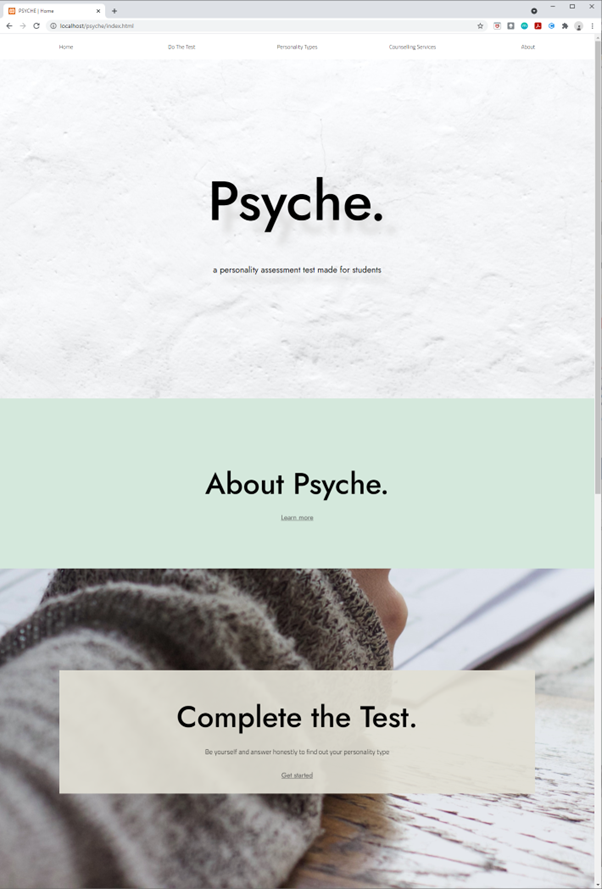 PSYCHE | Home
localhost/psyche/index.html
Home Do The Test Personality Types Counselling Services About
Psyche.
a personality assessment test made for students
About Psyche.
Learn more
Complete the Test.
Be yourself and answer honestly to find out your personality type
Get started